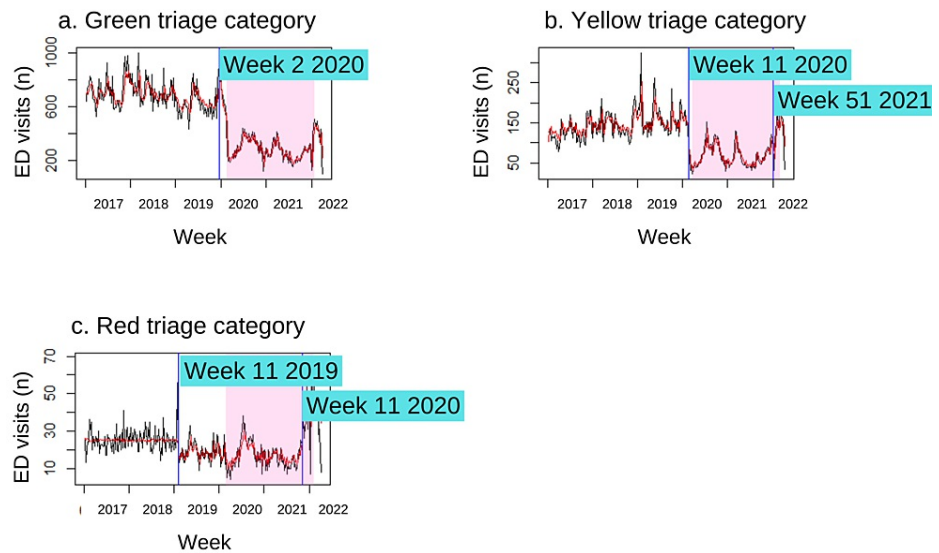 a. Green triage category
ED visits (n)
1000
600
200
Week 2 2020
2017 2018 2019 2020 2021 2022
Week
b. Yellow triage category
ED visits (n)
250
150
50
Week 11 2020
Week 51 2021
2017 2018 2019 2020 2021 2022
Week
c. Red triage category
ED visits (n)
70
50
30
10
Week 11 2019
Week 11 2020
2017 2018 2019 2020 2021 2022
Week